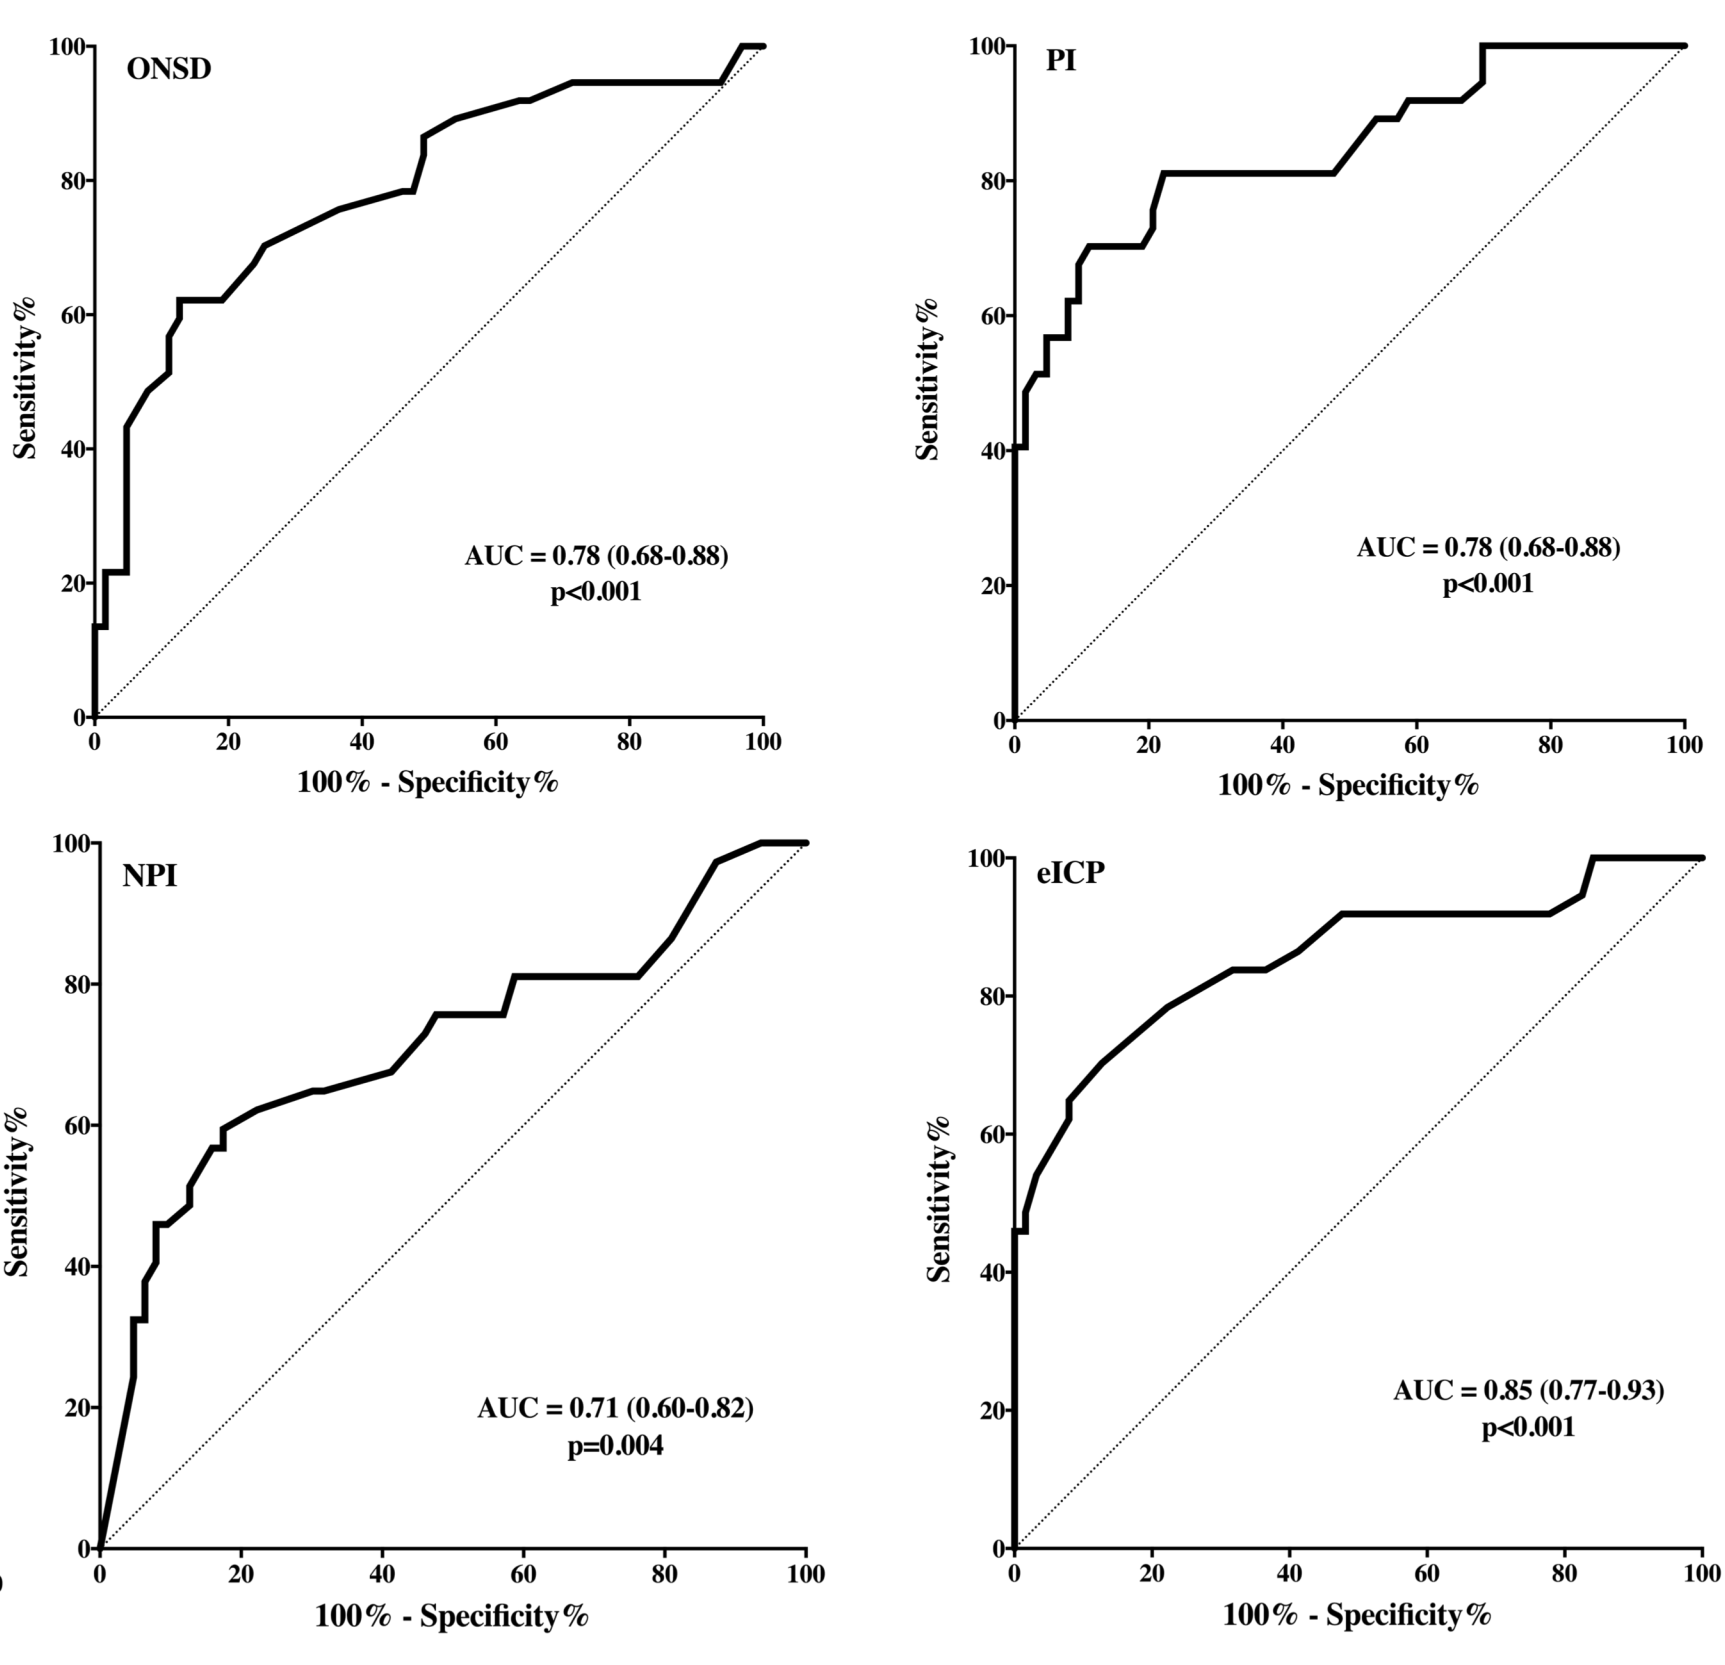 ONSD
100
80
60
40
20
0
Sensitivity%
0 20 40 60 80 100
100% - Specificity%
AUC = 0.78 (0.68-0.88)
p<0.001
PI
100
80
60
40
20
0
Sensitivity%
0 20 40 60 80 100
100% - Specificity%
AUC = 0.78 (0.68-0.88)
p<0.001
NPI
100
80
60
40
20
0
Sensitivity%
0 20 40 60 80 100
100% - Specificity%
AUC = 0.71 (0.60-0.82)
p=0.004
eICP
100
80
60
40
20
0
Sensitivity%
0 20 40 60 80 100
100% - Specificity%
AUC = 0.85 (0.77-0.93)
p<0.001